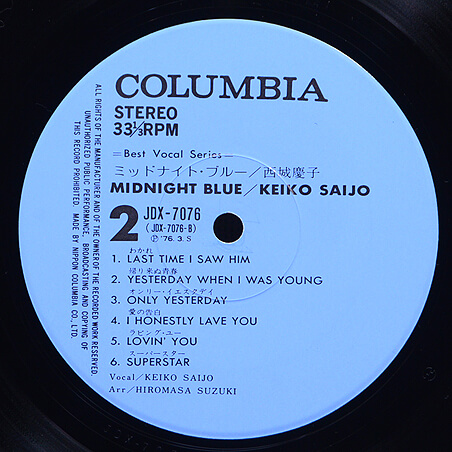 COLUMBIA
STEREO
33⅓RPM
=Best Vocal Series=
ミッドナイト・ブルー/西城慶子
MIDNIGHT BLUE/KEIKO SAIJO
2 JDX-7076
(JDX-7076-B)
Ⓟ'76.3.S
わかれ
1. LAST TIME I SAW HIM
帰り来ぬ青春
2. YESTERDAY WHEN I WAS YOUNG
オンリー・イエスタデイ
3. ONLY YESTERDAY
愛の告白
4. I HONESTLY LAVE YOU
ラビング・ユー
5. LOVIN' YOU
スーパースター
6. SUPERSTAR
Vocal/KEIKO SAIJO
Arr/HIROMASA SUZUKI
ALL RIGHTS OF THE MANUFACTURER AND OF THE OWNER OF THE RECORDED WORK RESERVED.
UNAUTHORIZED PUBLIC PERFORMANCE, BROADCASTING AND COPYING OF
THIS RECORD PROHIBITED. MADE BY NIPPON COLUMBIA CO., LTD.